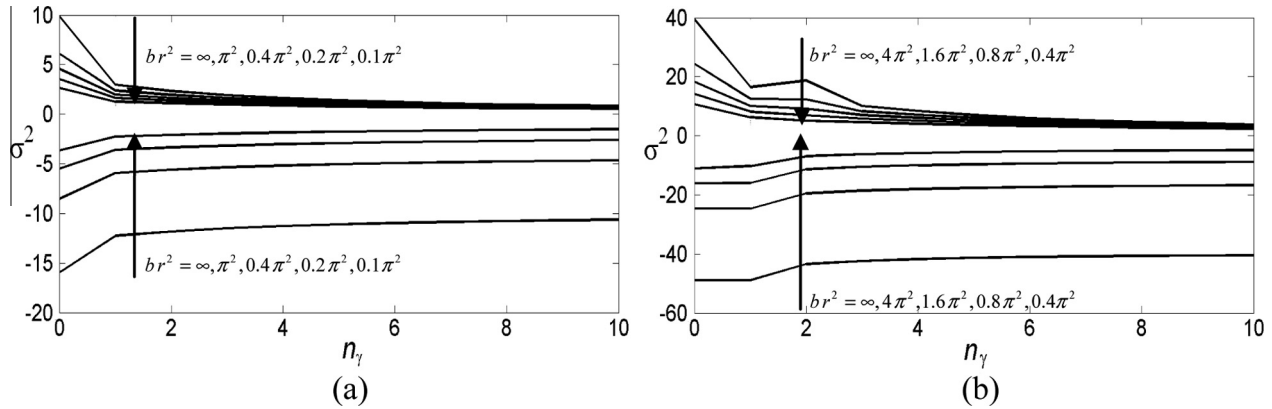 10
5
0
-5
-10
-15
-20
σ²
br² = ∞, π², 0.4π², 0.2π², 0.1π²
br² = ∞, π², 0.4π², 0.2π², 0.1π²
0 2 4 6 8 10
nγ
(a)
40
20
0
-20
-40
-60
σ²
br² = ∞, 4π², 1.6π², 0.8π², 0.4π²
br² = ∞, 4π², 1.6π², 0.8π², 0.4π²
0 2 4 6 8 10
nγ
(b)